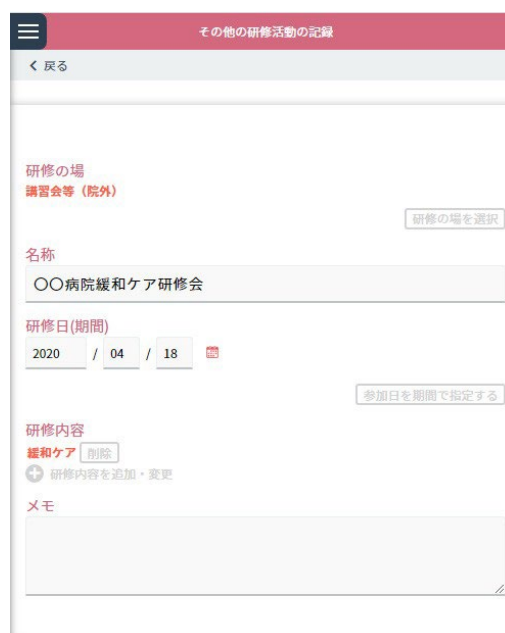 その他の研修活動の記録
戻る
研修の場
講習会等（院外）
研修の場を選択
名称
〇〇病院緩和ケア研修会
研修日(期間)
2020 / 04 / 18
参加日を期間で指定する
研修内容
緩和ケア 削除
研修内容を追加・変更
メモ